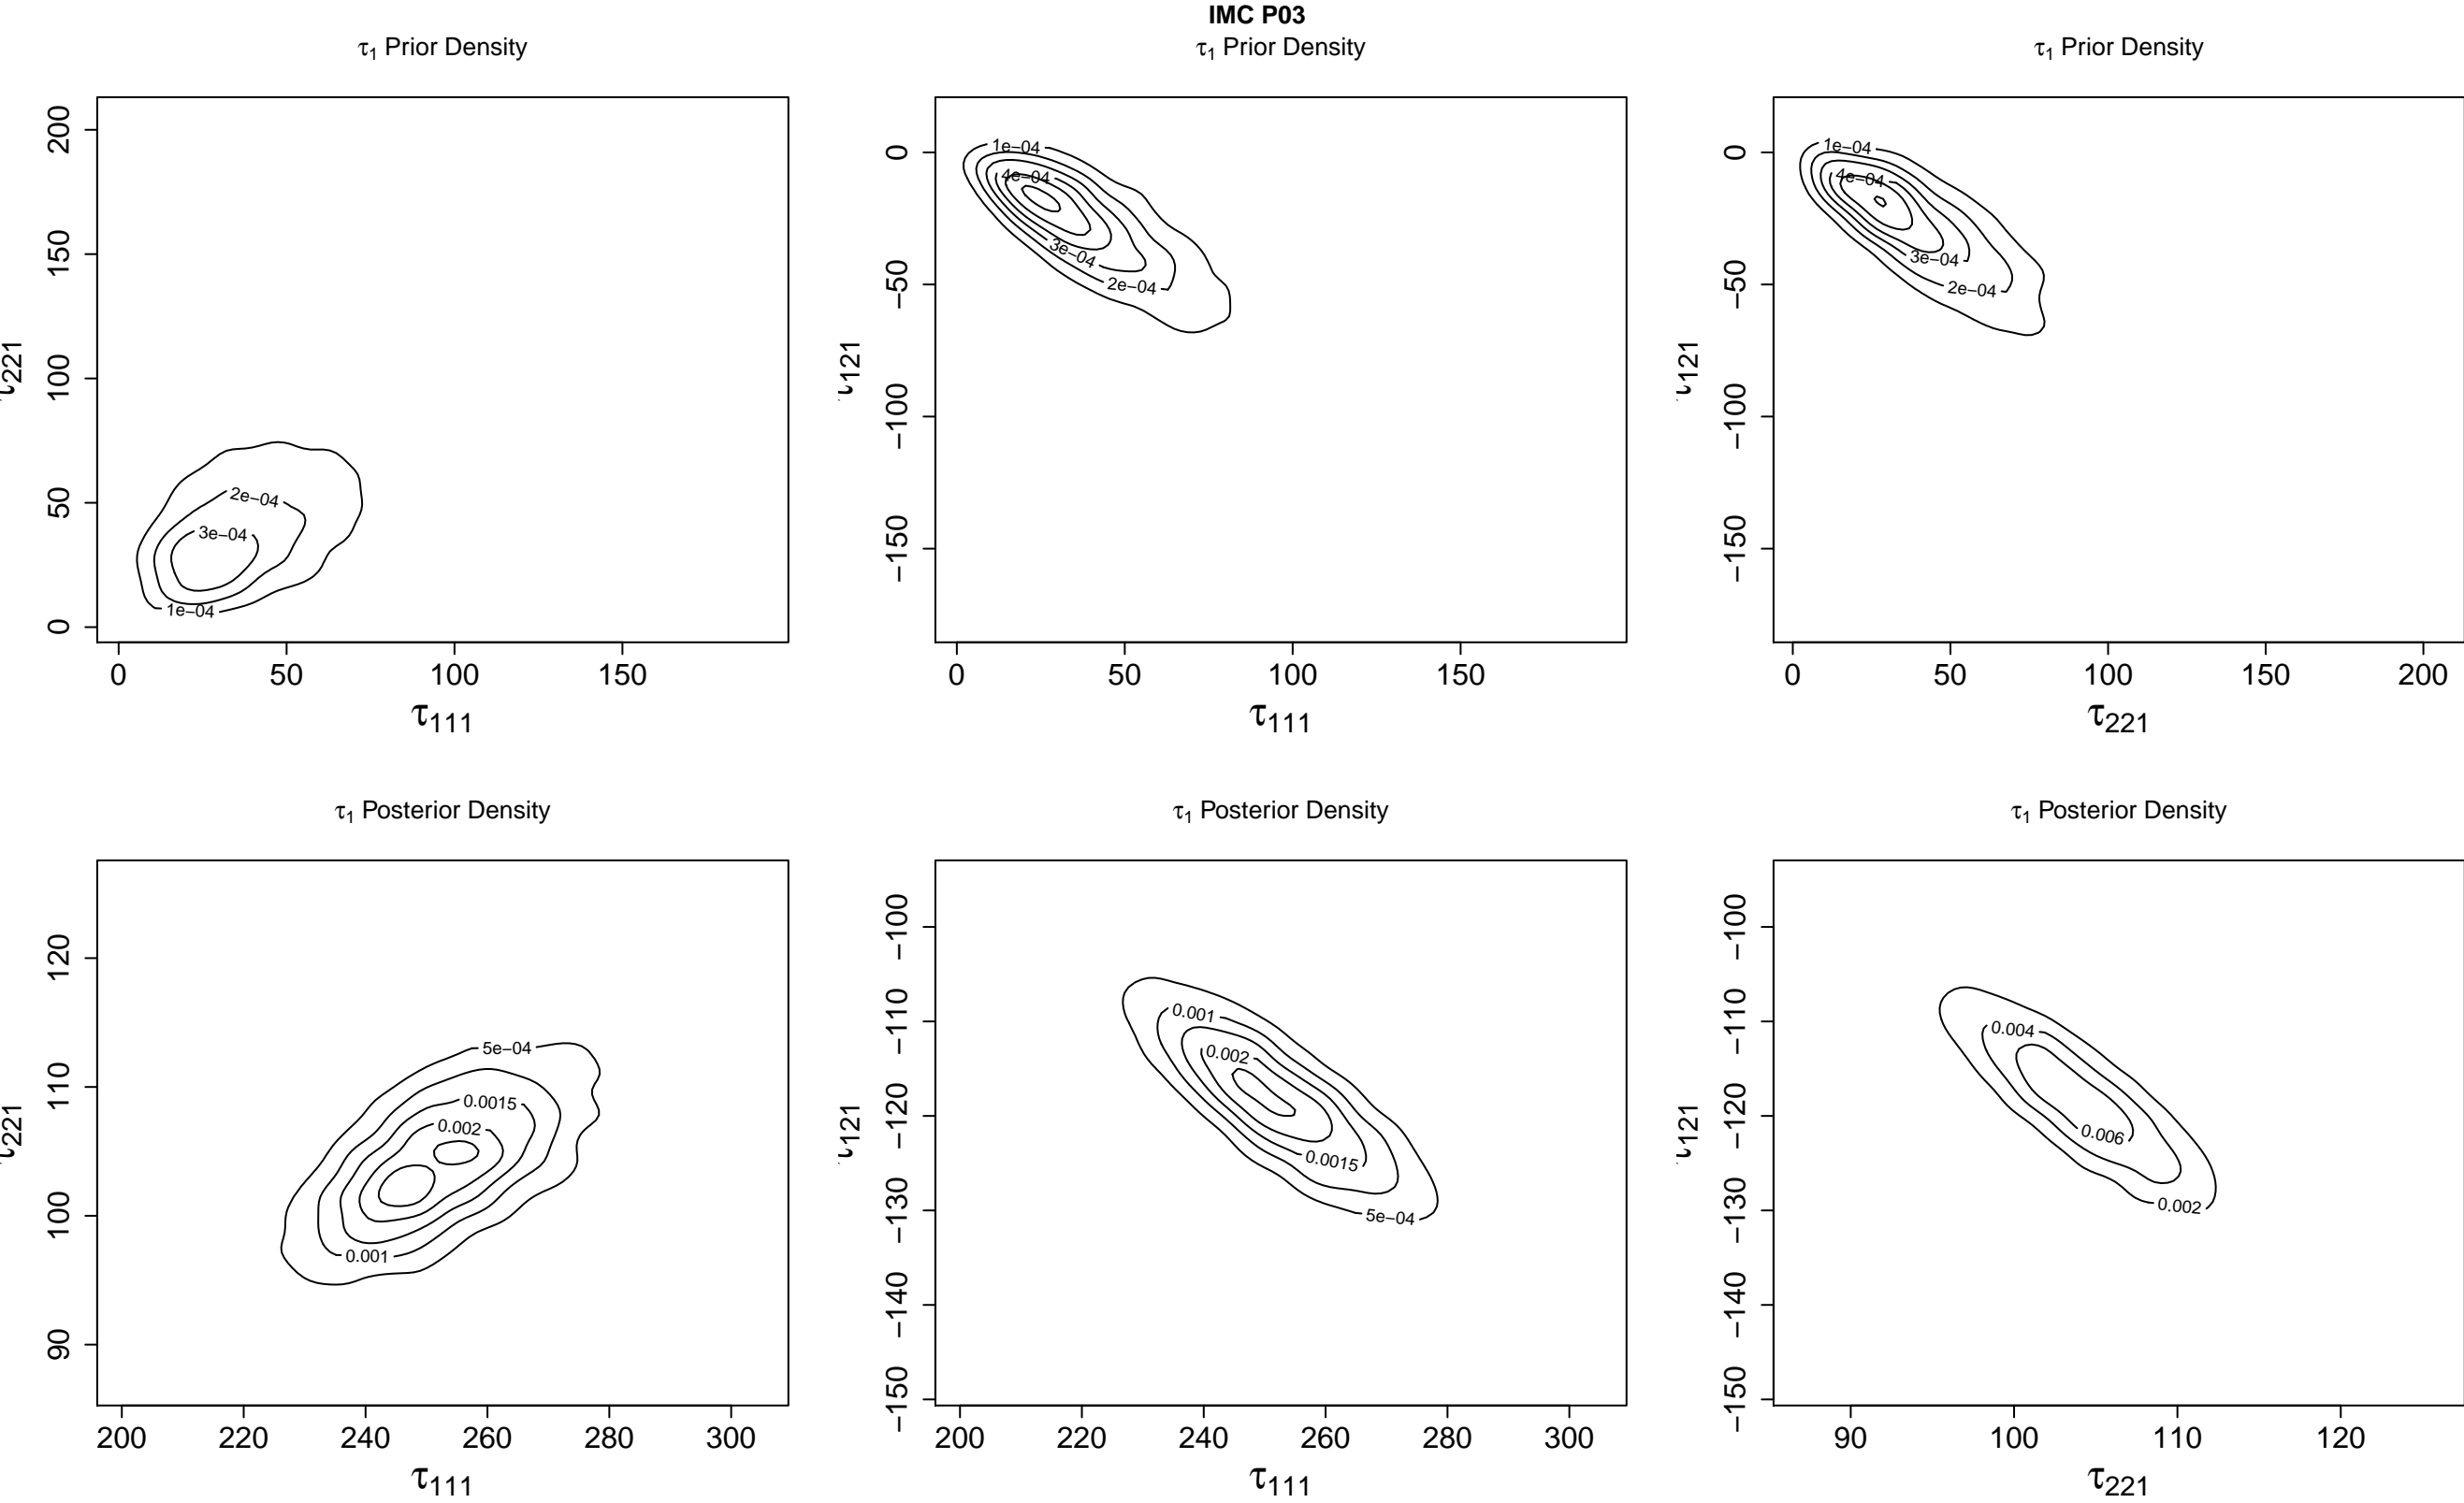 IMC P03
τ1 Prior Density
τ1 Prior Density
τ1 Prior Density
200
150
100
50
0
τ221
2e−04
3e−04
1e−04
0 50 100 150
τ111
0
−50
−100
−150
τ121
1e−04
4e−04
3e−04
2e−04
0 50 100 150
τ111
0
−50
−100
−150
τ121
1e−04
4e−04
3e−04
2e−04
0 50 100 150 200
τ221
τ1 Posterior Density
τ1 Posterior Density
τ1 Posterior Density
120
110
100
90
τ221
5e−04
0.0015
0.002
0.001
200 220 240 260 280 300
τ111
−100
−110
−120
−130
−140
−150
τ121
0.001
0.002
0.0015
5e−04
200 220 240 260 280 300
τ111
−100
−110
−120
−130
−140
−150
τ121
0.004
0.006
0.002
90 100 110 120
τ221